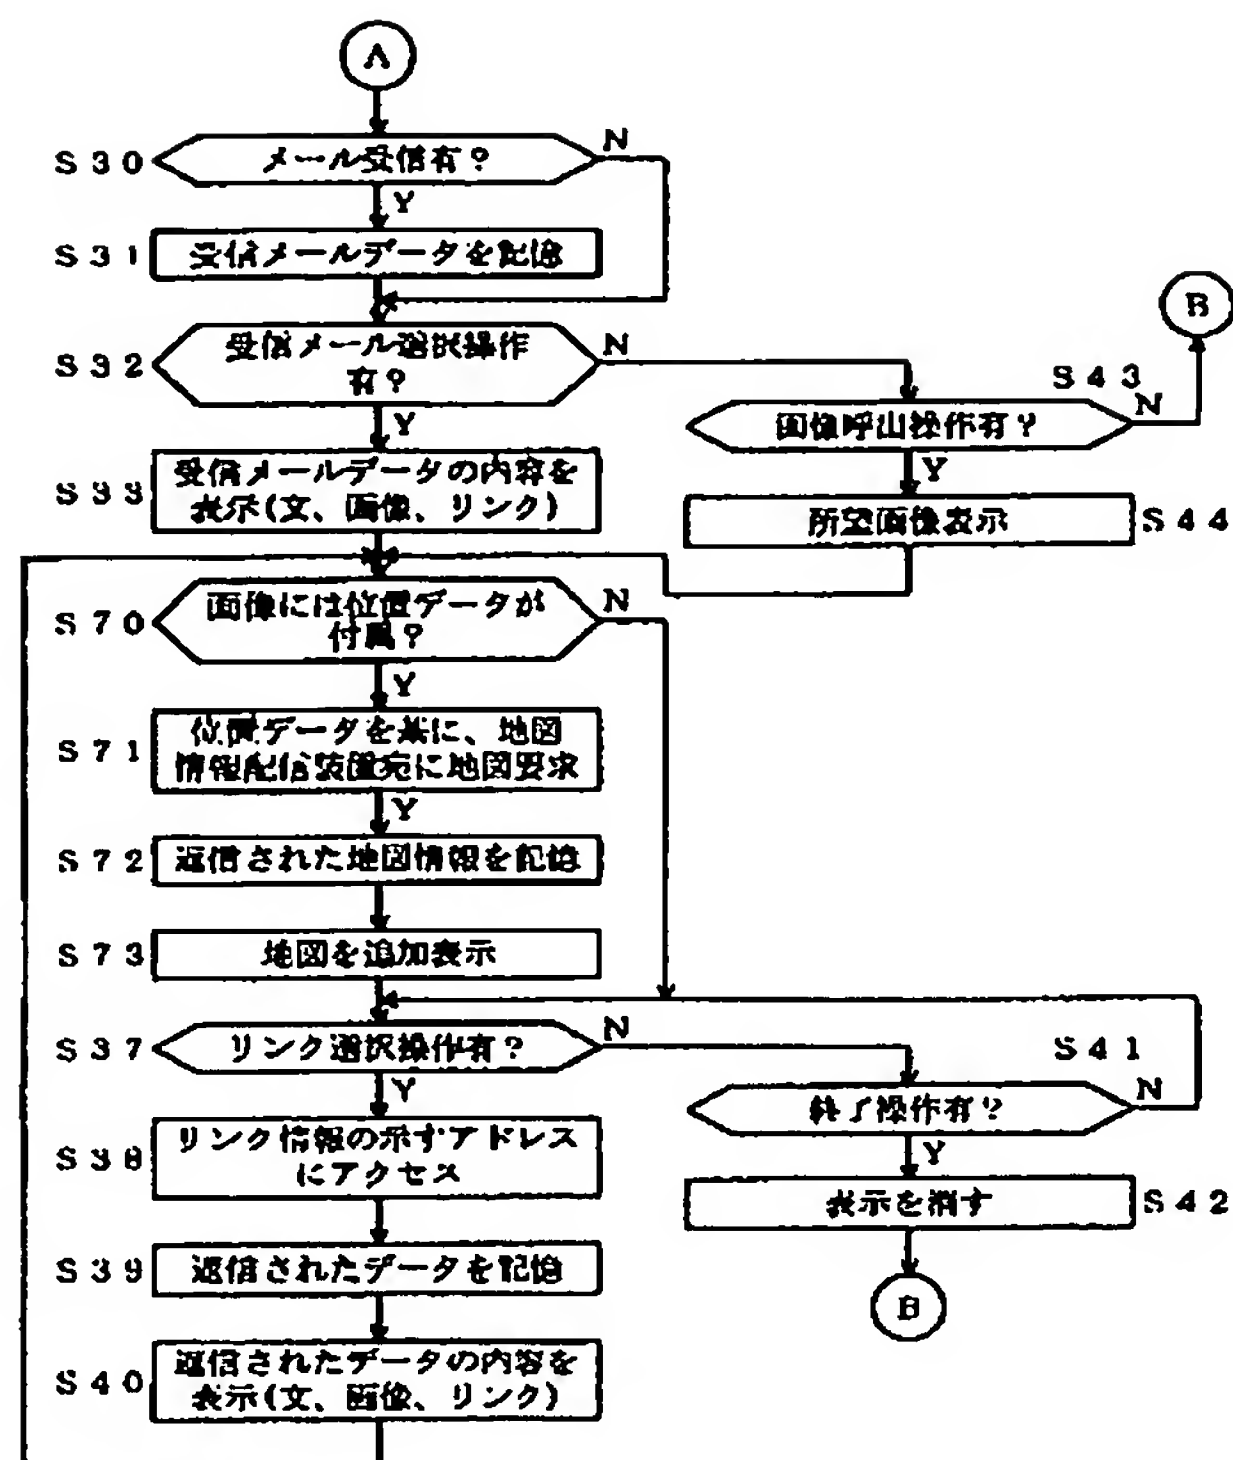 A
S30 メール受信有?
N
Y
S31 受信メールデータを記憶
B
S32 受信メール選択操作
有?
N
S43
画像呼出操作有?
N
Y
Y
S33 受信メールデータの内容を
表示(文、画像、リンク)
所望画像表示 S44
S70 画像には位置データが
付属?
N
Y
S71 位置データを基に、地図
情報配信装置宛に地図要求
Y
S72 返信された地図情報を記憶
S73 地図を追加表示
S37 リンク選択操作有?
N
S41
終了操作有?
N
Y
Y
S38 リンク情報の示すアドレス
にアクセス
表示を消す S42
S39 返信されたデータを記憶
B
S40 返信されたデータの内容を
表示(文、画像、リンク)